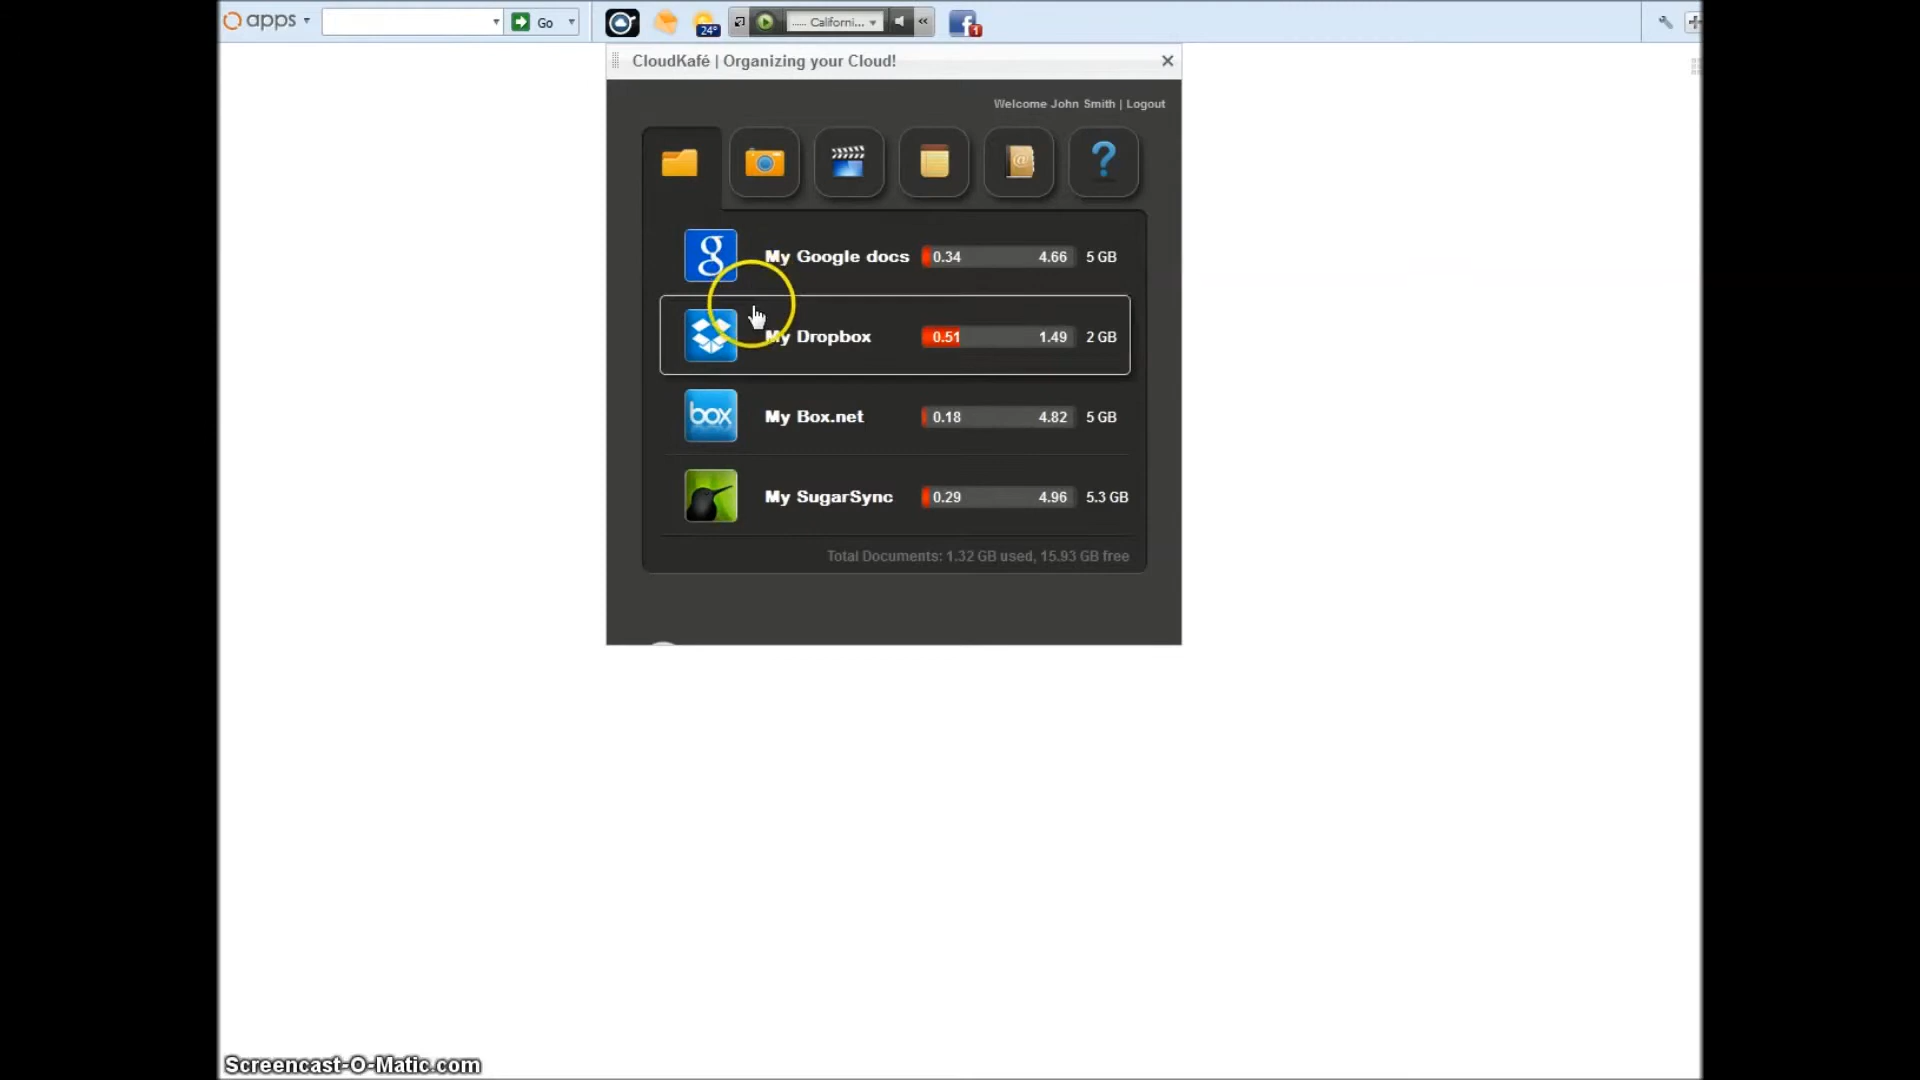 apps
Go
24°
..... Californi...
1
CloudKafé | Organizing your Cloud!
Welcome John Smith | Logout
g
My Google docs 0.34 4.66 5 GB
My Dropbox 0.51 1.49 2 GB
box
My Box.net 0.18 4.82 5 GB
My SugarSync 0.29 4.96 5.3 GB
Total Documents: 1.32 GB used, 15.93 GB free
Screencast-O-Matic.com